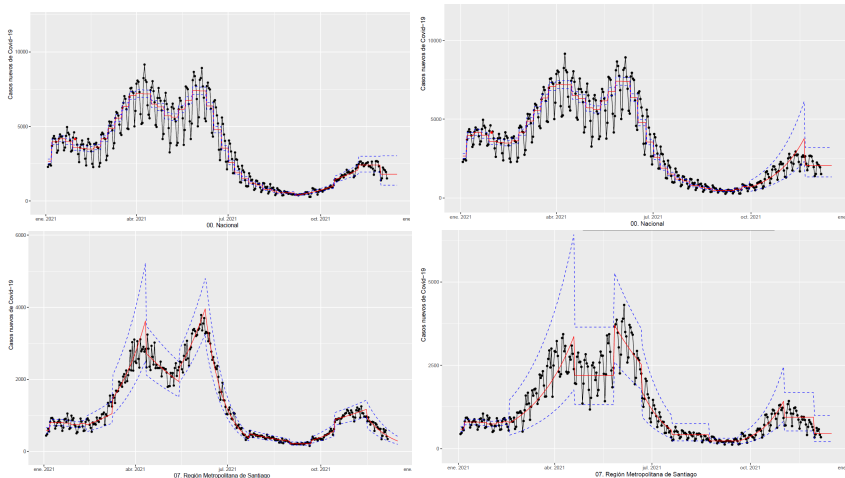 Casos nuevos de Covid-19
10000
5000
0
ene. 2021
abr. 2021
jul. 2021
oct. 2021
ene
00. Nacional
Casos nuevos de Covid-19
10000
5000
0
ene. 2021
abr. 2021
jul. 2021
oct. 2021
00. Nacional
Casos nuevos de Covid-19
6000
4000
2000
0
ene. 2021
abr. 2021
jul. 2021
oct. 2021
ene
07. Región Metropolitana de Santiago
Casos nuevos de Covid-19
5000
2500
0
ene. 2021
abr. 2021
jul. 2021
oct. 2021
ene
07. Región Metropolitana de Santiago